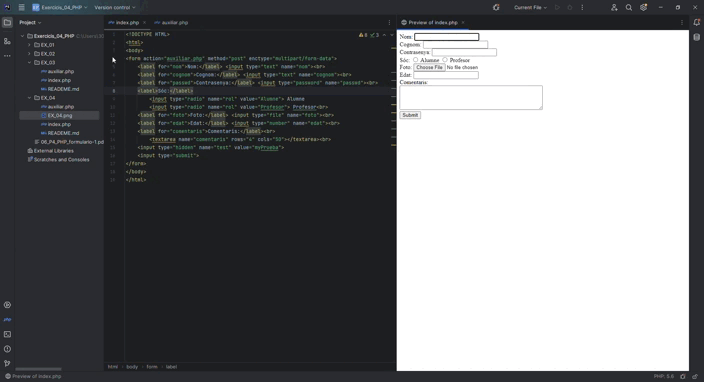 PH Exercicis_04_PHP Version control Current File
Project
Exercicis_04_PHP
EX_01
EX_02
EX_03
auxiliar.php
index.php
README.md
EX_04
auxiliar.php
EX_04.png
index.php
README.md
06_P4_PHP_formulario-1.pd
External Libraries
Scratches and Consoles
index.php auxiliar.php
<!DOCTYPE HTML>
<html>
<body>
<form action="auxiliar.php" method="post" enctype="multipart/form-data">
<label for="nom">Nom:</label> <input type="text" name="nom"><br>
<label for="cognom">Cognom:</label> <input type="text" name="cognom"><br>
<label for="passwd">Contrasenya:</label> <input type="password" name="passwd"><br>
<label>Sóc:</label>
<input type="radio" name="rol" value="Alumne"> Alumne
<input type="radio" name="rol" value="Profesor"> Profesor<br>
<label for="foto">Foto:</label> <input type="file" name="foto"><br>
<label for="edat">Edat:</label> <input type="number" name="edat"><br>
<label for="comentaris">Comentaris:</label><br>
<textarea name="comentaris" rows="4" cols="50"></textarea><br>
<input type="hidden" name="test" value="myProeba">
<input type="submit">
</form>
</body>
</html>
html › body › form › label
Preview of index.php
Nom:
Cognom:
Contrasenya:
Sóc: Alumne Profesor
Foto: Choose File No file chosen
Edat:
Comentaris:
Submit
Preview of index.php
PHP: 5.6